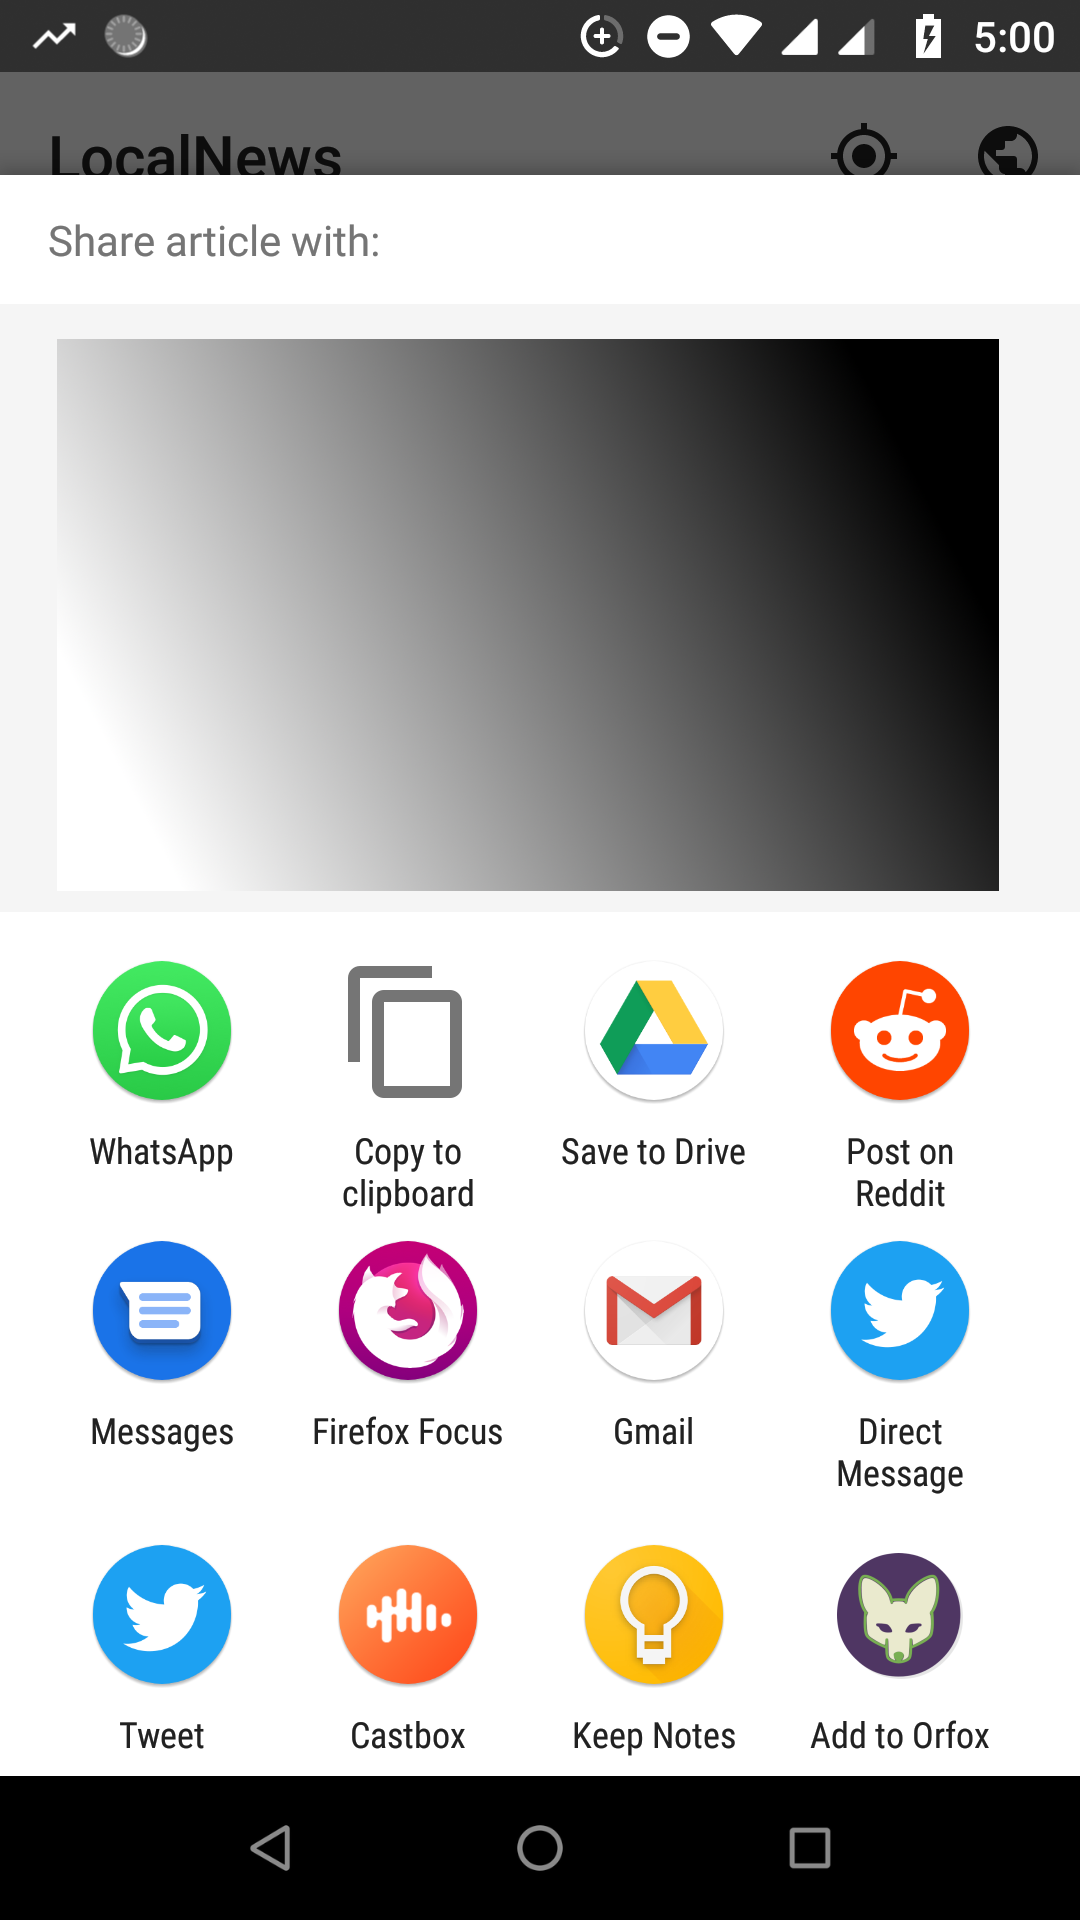 5:00
LocalNews
Share article with:
WhatsApp
Copy to
clipboard
Save to Drive
Post on
Reddit
Messages
Firefox Focus
Gmail
Direct
Message
Tweet
Castbox
Keep Notes
Add to Orfox